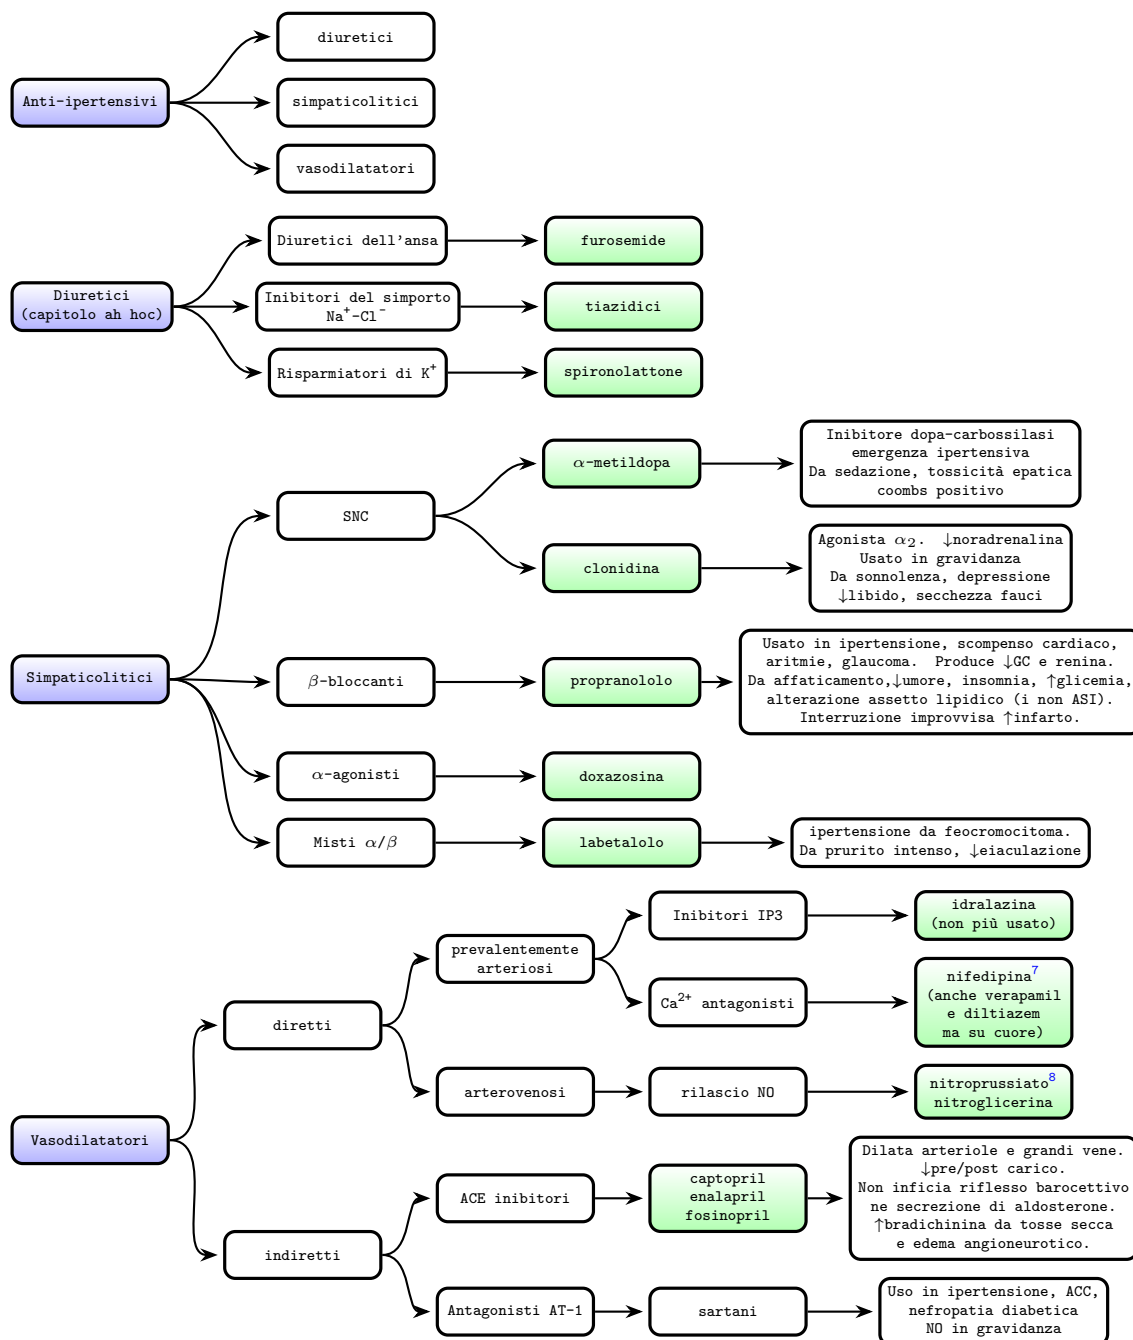 Anti-ipertensivi
diuretici
simpaticolitici
vasodilatatori
Diuretici
(capitolo ah hoc)
Diuretici dell'ansa
furosemide
Inibitori del simporto
Na⁺-Cl⁻
tiazidici
Risparmiatori di K⁺
spironolattone
Simpaticolitici
SNC
α-metildopa
Inibitore dopa-carbossilasi
emergenza ipertensiva
Da sedazione, tossicità epatica
coombs positivo
clonidina
Agonista α₂. ↓noradrenalina
Usato in gravidanza
Da sonnolenza, depressione
↓libido, secchezza fauci
β-bloccanti
propranololo
Usato in ipertensione, scompenso cardiaco,
aritmie, glaucoma. Produce ↓GC e renina.
Da affaticamento,↓umore, insomnia, ↑glicemia,
alterazione assetto lipidico (i non ASI).
Interruzione improvvisa ↑infarto.
α-agonisti
doxazosina
Misti α/β
labetalolo
ipertensione da feocromocitoma.
Da prurito intenso, ↓eiaculazione
Vasodilatatori
diretti
prevalentemente
arteriosi
Inibitori IP3
idralazina
(non più usato)
Ca²⁺ antagonisti
nifedipina⁷
(anche verapamil
e diltiazem
ma su cuore)
arterovenosi
rilascio NO
nitroprussiato⁸
nitroglicerina
indiretti
ACE inibitori
captopril
enalapril
fosinopril
Dilata arteriole e grandi vene.
↓pre/post carico.
Non inficia riflesso barocettivo
ne secrezione di aldosterone.
↑bradichinina da tosse secca
e edema angioneurotico.
Antagonisti AT-1
sartani
Uso in ipertensione, ACC,
nefropatia diabetica
NO in gravidanza